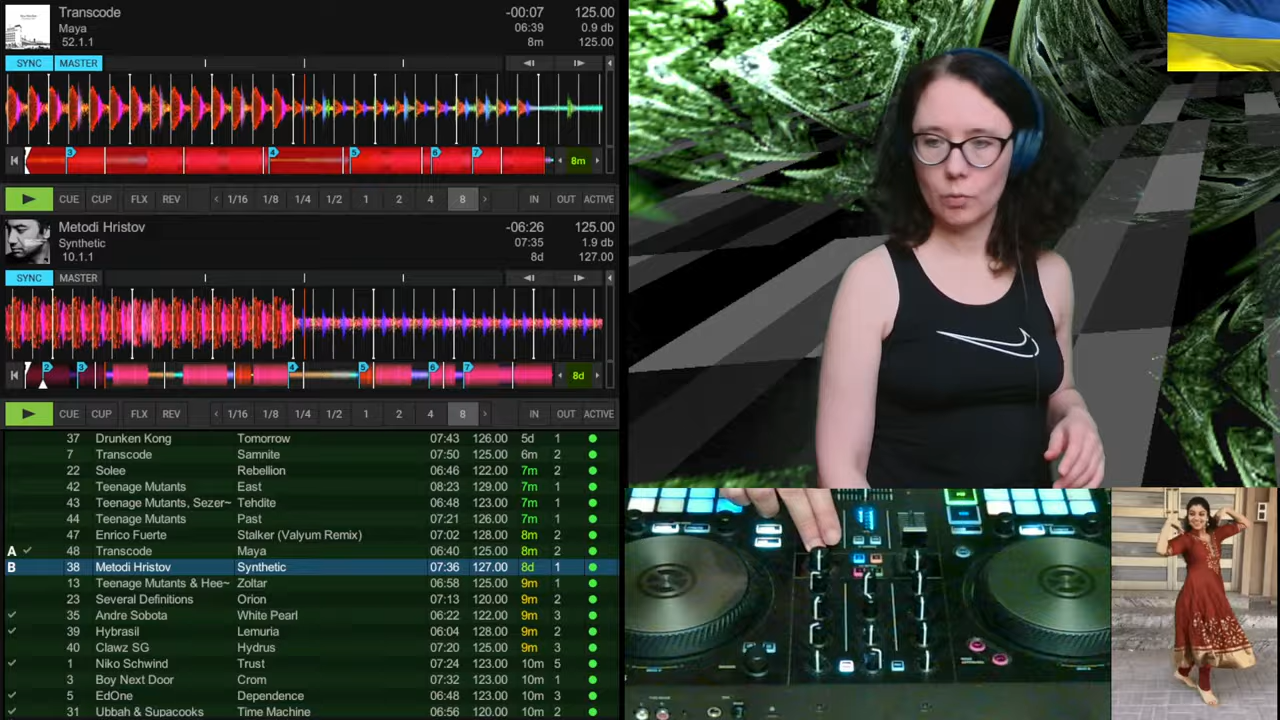 Transcode -00:07 125.00
Maya 06:39 0.9 db
52.1.1 8m 125.00
SYNC MASTER
3 4 5 6 7 8m
CUE CUP FLX REV 1/16 1/8 1/4 1/2 1 2 4 8 IN OUT ACTIVE
Metodi Hristov -06:26 125.00
Synthetic 07:35 1.9 db
10.1.1 8d 127.00
SYNC MASTER
2 3 4 5 6 7 8d
CUE CUP FLX REV 1/16 1/8 1/4 1/2 1 2 4 8 IN OUT ACTIVE
37 Drunken Kong Tomorrow 07:43 126.00 5d 1
7 Transcode Samnite 07:50 125.00 6m 2
22 Solee Rebellion 06:46 122.00 7m 2
42 Teenage Mutants East 08:23 129.00 7m 1
43 Teenage Mutants, Sezer~ Tehdite 06:48 123.00 7m 1
44 Teenage Mutants Past 07:21 126.00 7m 1
47 Enrico Fuerte Stalker (Valyum Remix) 07:02 128.00 8m 2
A 48 Transcode Maya 06:40 125.00 8m 2
B 38 Metodi Hristov Synthetic 07:36 127.00 8d 1
13 Teenage Mutants & Hee~ Zoltar 06:58 125.00 9m 1
23 Several Definitions Orion 07:13 120.00 9m 2
35 Andre Sobota White Pearl 06:22 122.00 9m 3
39 Hybrasil Lemuria 06:04 128.00 9m 2
40 Clawz SG Hydrus 07:20 125.00 9m 3
1 Niko Schwind Trust 07:24 123.00 10m 5
3 Boy Next Door Crom 07:32 123.00 10m 1
5 EdOne Dependence 06:48 123.00 10m 3
31 Ubbah & Supacooks Time Machine 06:56 120.00 10m 2